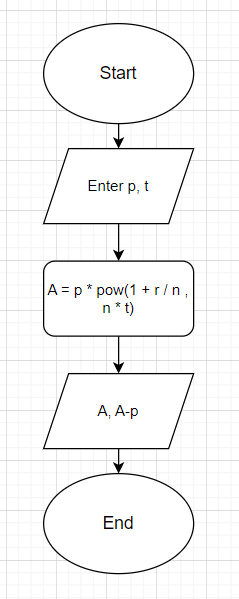 Start
Enter p, t
A = p * pow(1 + r / n ,
n * t)
A, A-p
End